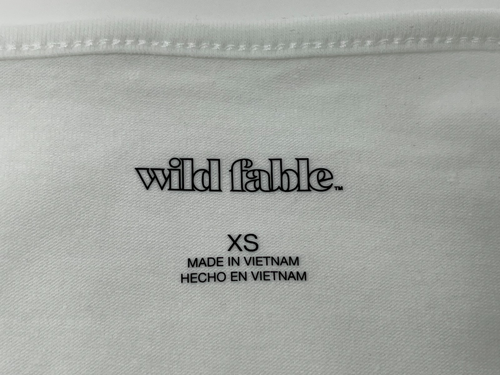 wild fable™
XS
MADE IN VIETNAM
HECHO EN VIETNAM